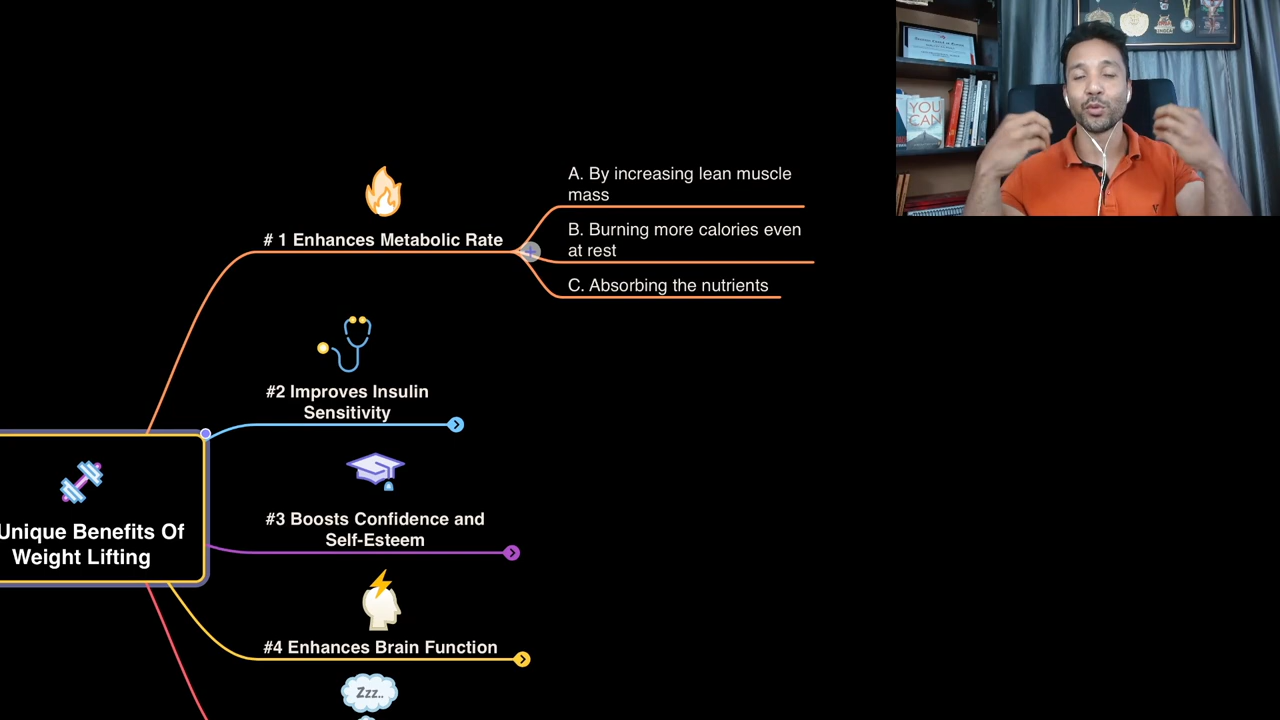 A. By increasing lean muscle
mass
# 1 Enhances Metabolic Rate
B. Burning more calories even
at rest
C. Absorbing the nutrients
#2 Improves Insulin
Sensitivity
#3 Boosts Confidence and
Self-Esteem
Unique Benefits Of
Weight Lifting
#4 Enhances Brain Function
Zzz..
YOU
CAN